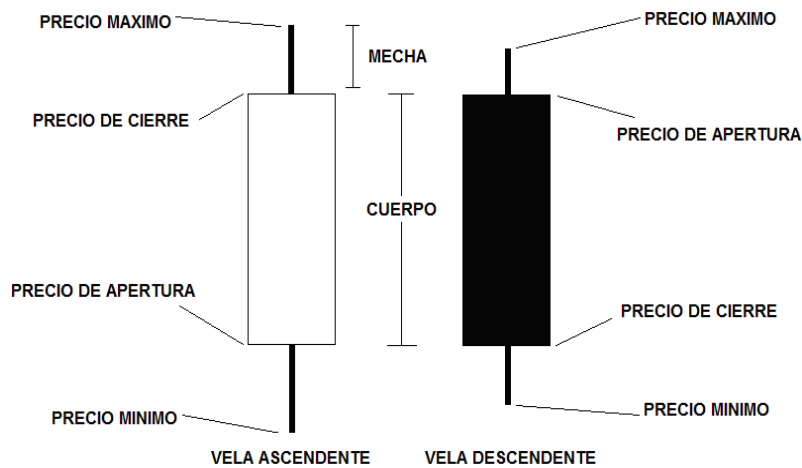 PRECIO MAXIMO
PRECIO MAXIMO
MECHA
PRECIO DE CIERRE
PRECIO DE APERTURA
CUERPO
PRECIO DE APERTURA
PRECIO DE CIERRE
PRECIO MINIMO
PRECIO MINIMO
VELA ASCENDENTE
VELA DESCENDENTE